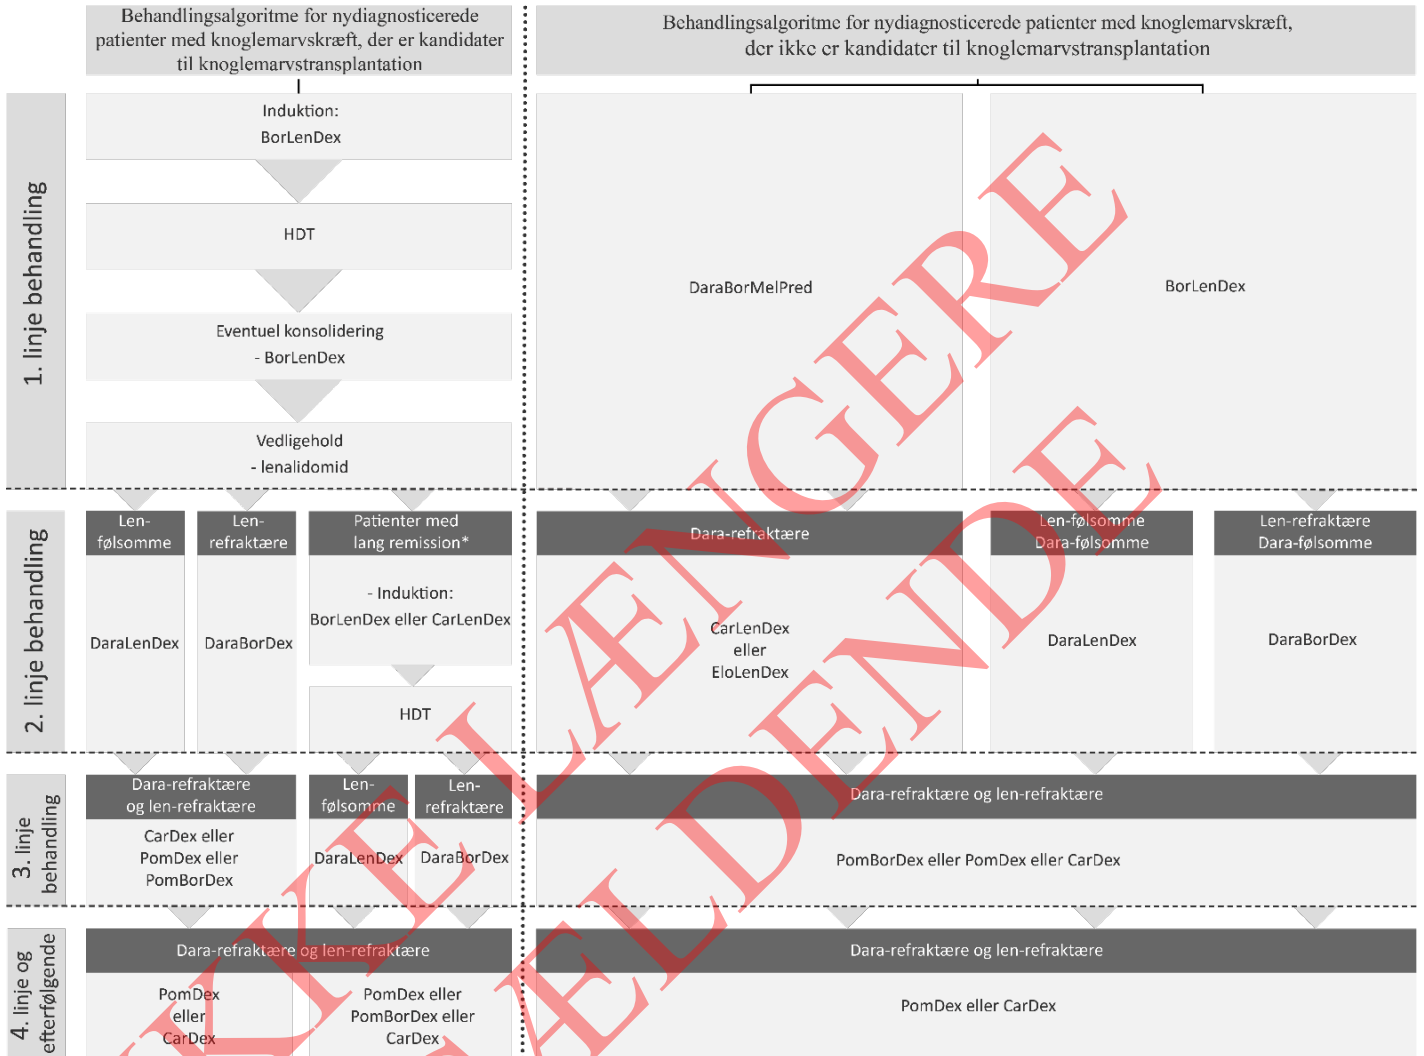 Behandlingsalgoritme for nydiagnosticerede
patienter med knoglemarvskræft, der er kandidater
til knoglemarvstransplantation
Behandlingsalgoritme for nydiagnosticerede patienter med knoglemarvskræft,
der ikke er kandidater til knoglemarvstransplantation
1. linje behandling
Induktion:
BorLenDex
HDT
Eventuel konsolidering
- BorLenDex
Vedligehold
- lenalidomid
DaraBorMelPred
BorLenDex
2. linje behandling
Len-
følsomme
DaraLenDex
Len-
refraktære
DaraBorDex
Patienter med
lang remission*
- Induktion:
BorLenDex eller CarLenDex
HDT
Dara-refraktære
CarLenDex
eller
EloLenDex
Len-følsomme
Dara-følsomme
DaraLenDex
Len-refraktære
Dara-følsomme
DaraBorDex
3. linje
behandling
Dara-refraktære
og len-refraktære
CarDex eller
PomDex eller
PomBorDex
Len-
følsomme
DaraLenDex
Len-
refraktære
DaraBorDex
Dara-refraktære og len-refraktære
PomBorDex eller PomDex eller CarDex
4. linje og
efterfølgende
Dara-refraktære og len-refraktære
PomDex
eller
CarDex
PomDex eller
PomBorDex eller
CarDex
Dara-refraktære og len-refraktære
PomDex eller CarDex
KKE LÆNGERE
ÆLDENDE